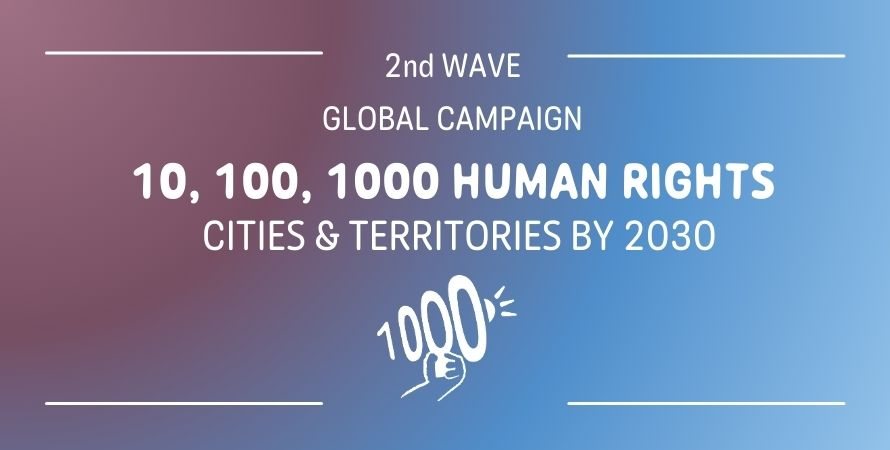 2nd WAVE
GLOBAL CAMPAIGN
10, 100, 1000 HUMAN RIGHTS
CITIES & TERRITORIES BY 2030
1000